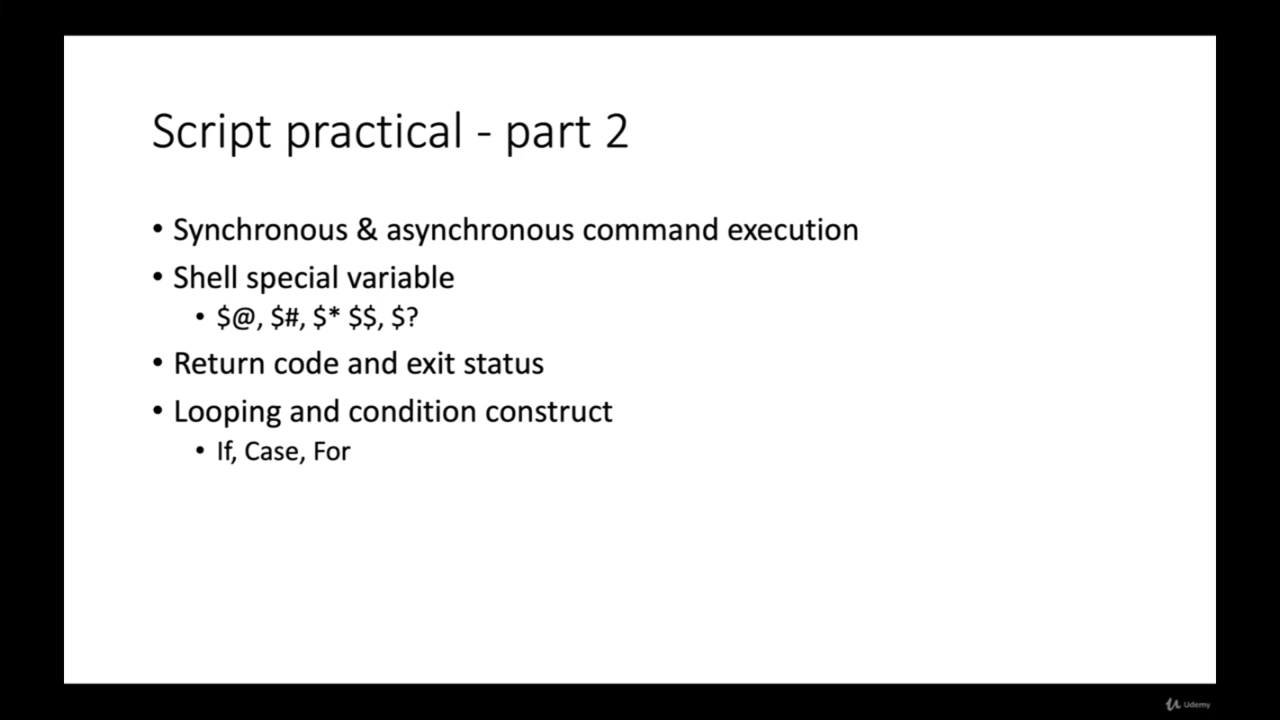 Script practical - part 2
• Synchronous & asynchronous command execution
• Shell special variable
• $@, $#, $* $$, $?
• Return code and exit status
• Looping and condition construct
• If, Case, For
Udemy